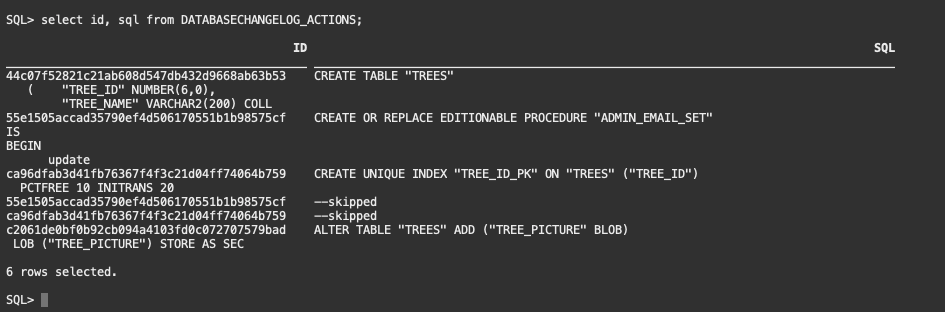 SQL> select id, sql from DATABASECHANGELOG_ACTIONS;
ID SQL
44c07f52821c21ab608d547db432d9668ab63b53 CREATE TABLE "TREES"
( "TREE_ID" NUMBER(6,0),
"TREE_NAME" VARCHAR2(200) COLL
55e1505accad35790ef4d506170551b1b98575cf CREATE OR REPLACE EDITIONABLE PROCEDURE "ADMIN_EMAIL_SET"
IS
BEGIN
update
ca96dfab3d41fb76367f4f3c21d04ff74064b759 CREATE UNIQUE INDEX "TREE_ID_PK" ON "TREES" ("TREE_ID")
PCTFREE 10 INITRANS 20
55e1505accad35790ef4d506170551b1b98575cf --skipped
ca96dfab3d41fb76367f4f3c21d04ff74064b759 --skipped
c2061de0bf0b92cb094a4103fd0c072707579bad ALTER TABLE "TREES" ADD ("TREE_PICTURE" BLOB)
LOB ("TREE_PICTURE") STORE AS SEC
6 rows selected.
SQL>